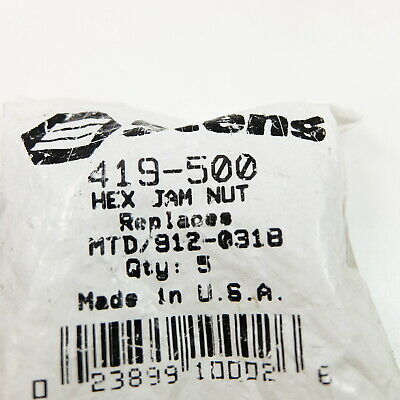 Stens
419-500
HEX JAM NUT
Replaces
MTD/912-0318
Qty: 5
Made in U.S.A.
0 23899 10002 6